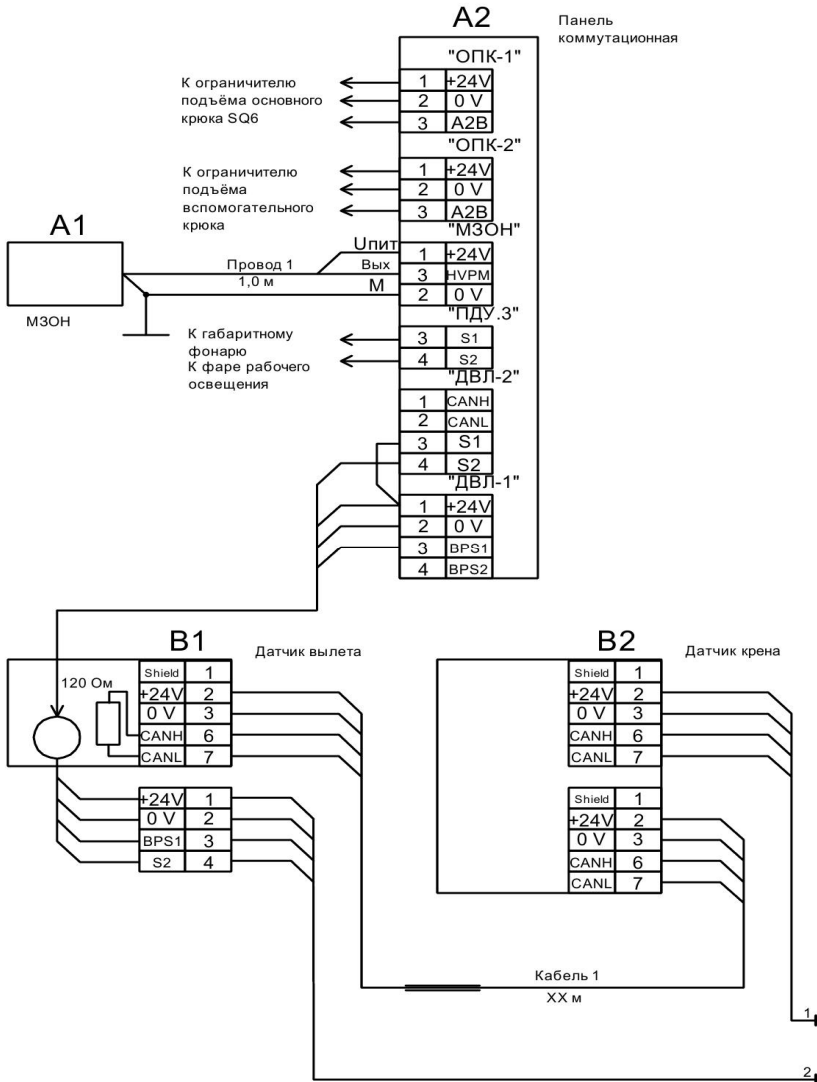 A2
Панель
коммутационная
"ОПК-1"
К ограничителю
подъёма основного
крюка SQ6
1 +24V
2 0 V
3 A2B
"ОПК-2"
К ограничителю
подъёма
вспомогательного
крюка
1 +24V
2 0 V
3 A2B
A1
МЗОН
"МЗОН"
Uпит
Провод 1
Вых
1,0 м
М
1 +24V
3 HVPM
2 0 V
"ПДУ.3"
К габаритному
фонарю
К фаре рабочего
освещения
3 S1
4 S2
"ДВЛ-2"
1 CANH
2 CANL
3 S1
4 S2
"ДВЛ-1"
1 +24V
2 0 V
3 BPS1
4 BPS2
B1
Датчик вылета
120 Ом
Shield 1
+24V 2
0 V 3
CANH 6
CANL 7
+24V 1
0 V 2
BPS1 3
S2 4
B2
Датчик крена
Shield 1
+24V 2
0 V 3
CANH 6
CANL 7
Shield 1
+24V 2
0 V 3
CANH 6
CANL 7
Кабель 1
XX м
1
2